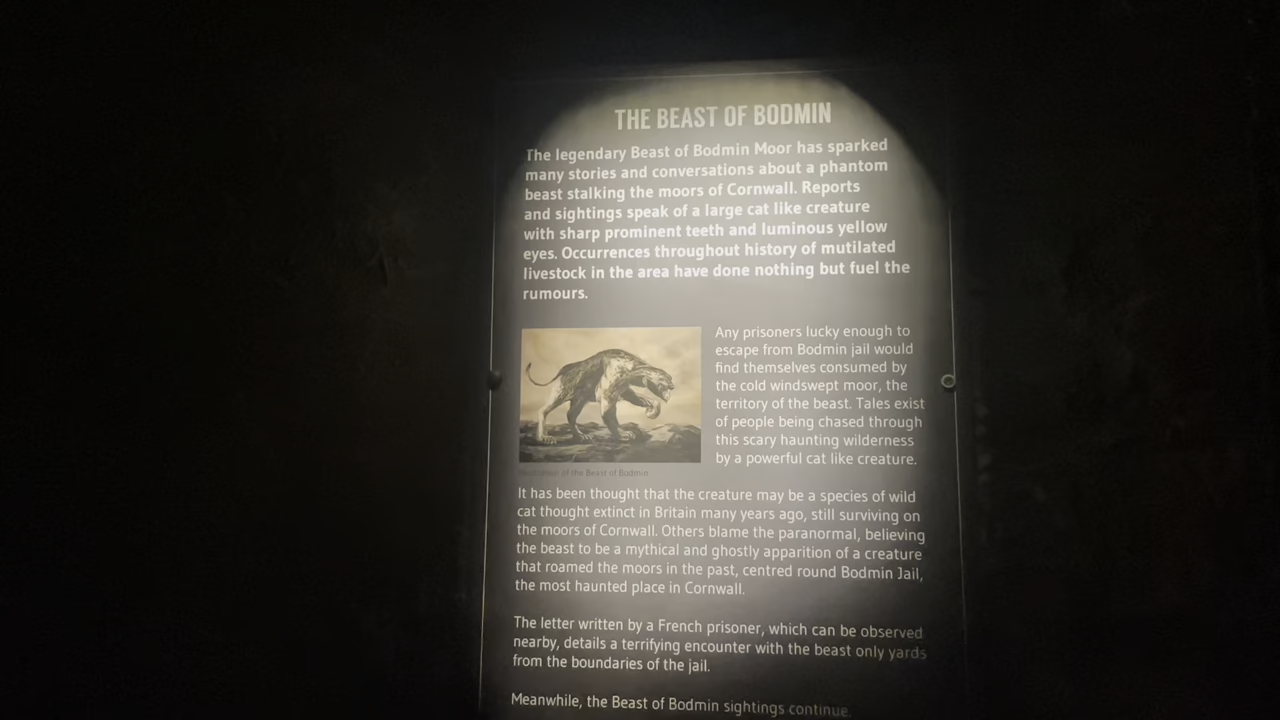 THE BEAST OF BODMIN
The legendary Beast of Bodmin Moor has sparked
many stories and conversations about a phantom
beast stalking the moors of Cornwall. Reports
and sightings speak of a large cat like creature
with sharp prominent teeth and luminous yellow
eyes. Occurrences throughout history of mutilated
livestock in the area have done nothing but fuel the
rumours.
Any prisoners lucky enough to
escape from Bodmin jail would
find themselves consumed by
the cold windswept moor, the
territory of the beast. Tales exist
of people being chased through
this scary haunting wilderness
by a powerful cat like creature.
of the Beast of Bodmin
It has been thought that the creature may be a species of wild
cat thought extinct in Britain many years ago, still surviving on
the moors of Cornwall. Others blame the paranormal, believing
the beast to be a mythical and ghostly apparition of a creature
that roamed the moors in the past, centred round Bodmin Jail,
the most haunted place in Cornwall.
The letter written by a French prisoner, which can be observed
nearby, details a terrifying encounter with the beast only yards
from the boundaries of the jail.
Meanwhile, the Beast of Bodmin sightings continue.